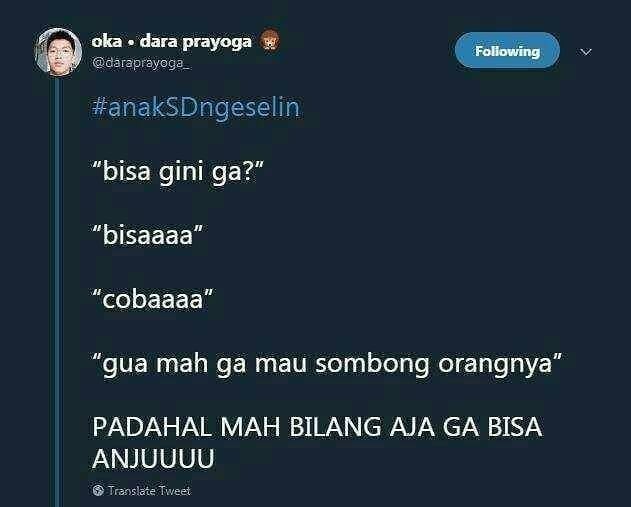 oka • dara prayoga
@daraprayoga_
Following
#anakSDngeselin
“bisa gini ga?”
“bisaaaa”
“cobaaaa”
“gua mah ga mau sombong orangnya”
PADAHAL MAH BILANG AJA GA BISA
ANJUUUU
Translate Tweet